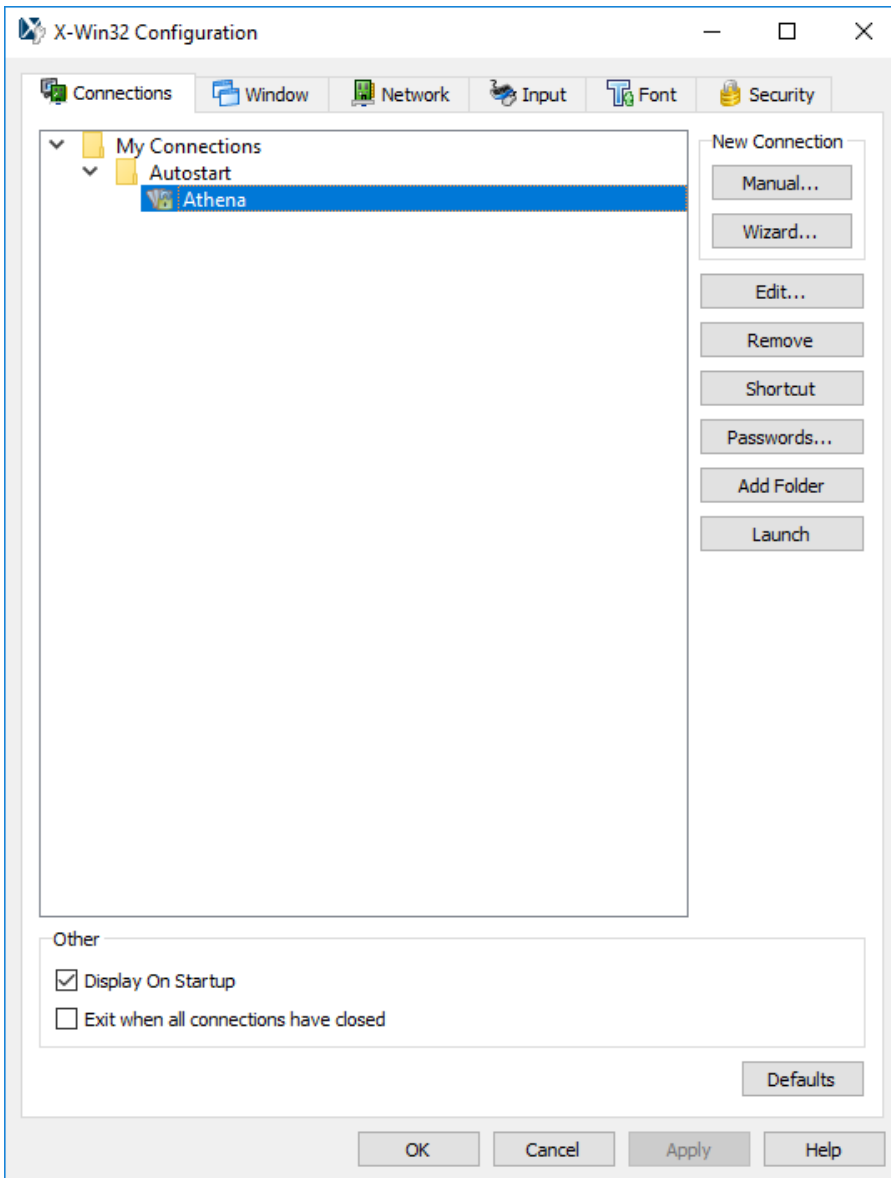 X-Win32 Configuration
Connections Window Network Input Font Security
My Connections
Autostart
Athena
New Connection
Manual...
Wizard...
Edit...
Remove
Shortcut
Passwords...
Add Folder
Launch
Other
Display On Startup
Exit when all connections have closed
Defaults
OK Cancel Apply Help